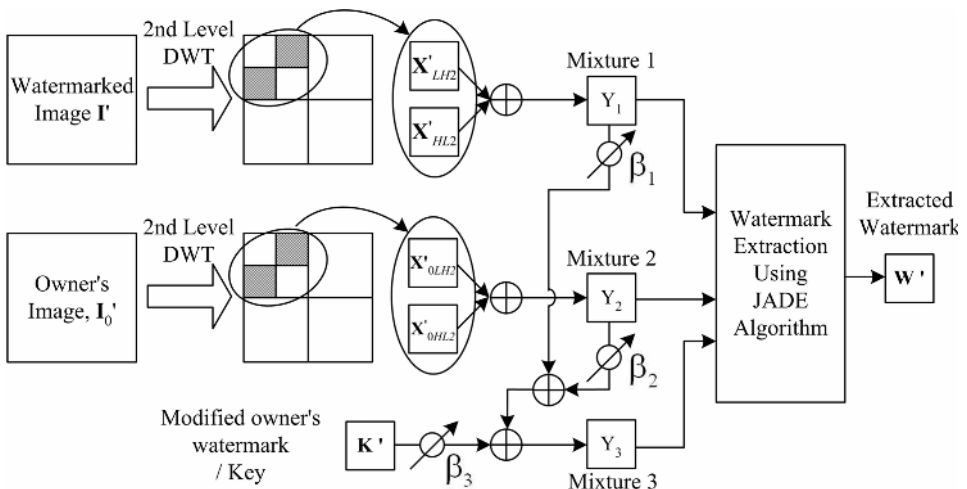 2nd Level
DWT
Watermarked
Image I'
X'LH2
X'HL2
Mixture 1
Y1
β1
2nd Level
DWT
Owner's
Image, I0'
X'0LH2
X'0HL2
Mixture 2
Y2
β2
Watermark
Extraction
Using
JADE
Algorithm
Extracted
Watermark
W '
Modified owner's
watermark
/ Key
K '
β3
Y3
Mixture 3